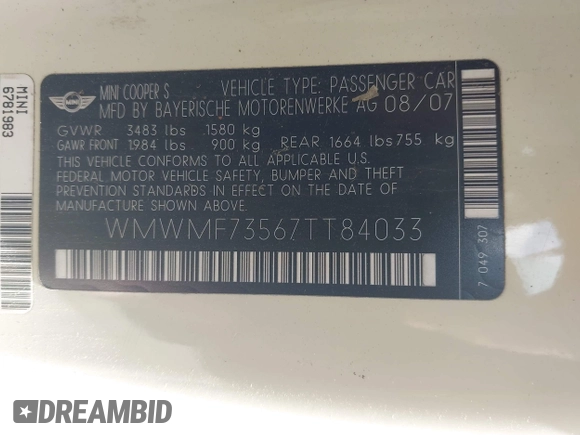 MINI
6781983
MINI
MINI COOPER S VEHICLE TYPE: PASSENGER CAR
MFD BY BAYERISCHE MOTORENWERKE AG 08/07
GVWR 3483 lbs 1580 kg
GAWR FRONT 1984 lbs 900 kg REAR 1664 lbs 755 kg
THIS VEHICLE CONFORMS TO ALL APPLICABLE U.S.
FEDERAL MOTOR VEHICLE SAFETY, BUMPER AND THEFT
PREVENTION STANDARDS IN EFFECT ON THE DATE OF
MANUFACTURE SHOWN ABOVE.
WMWMF73567TT84033
7 049 307
DREAMBID